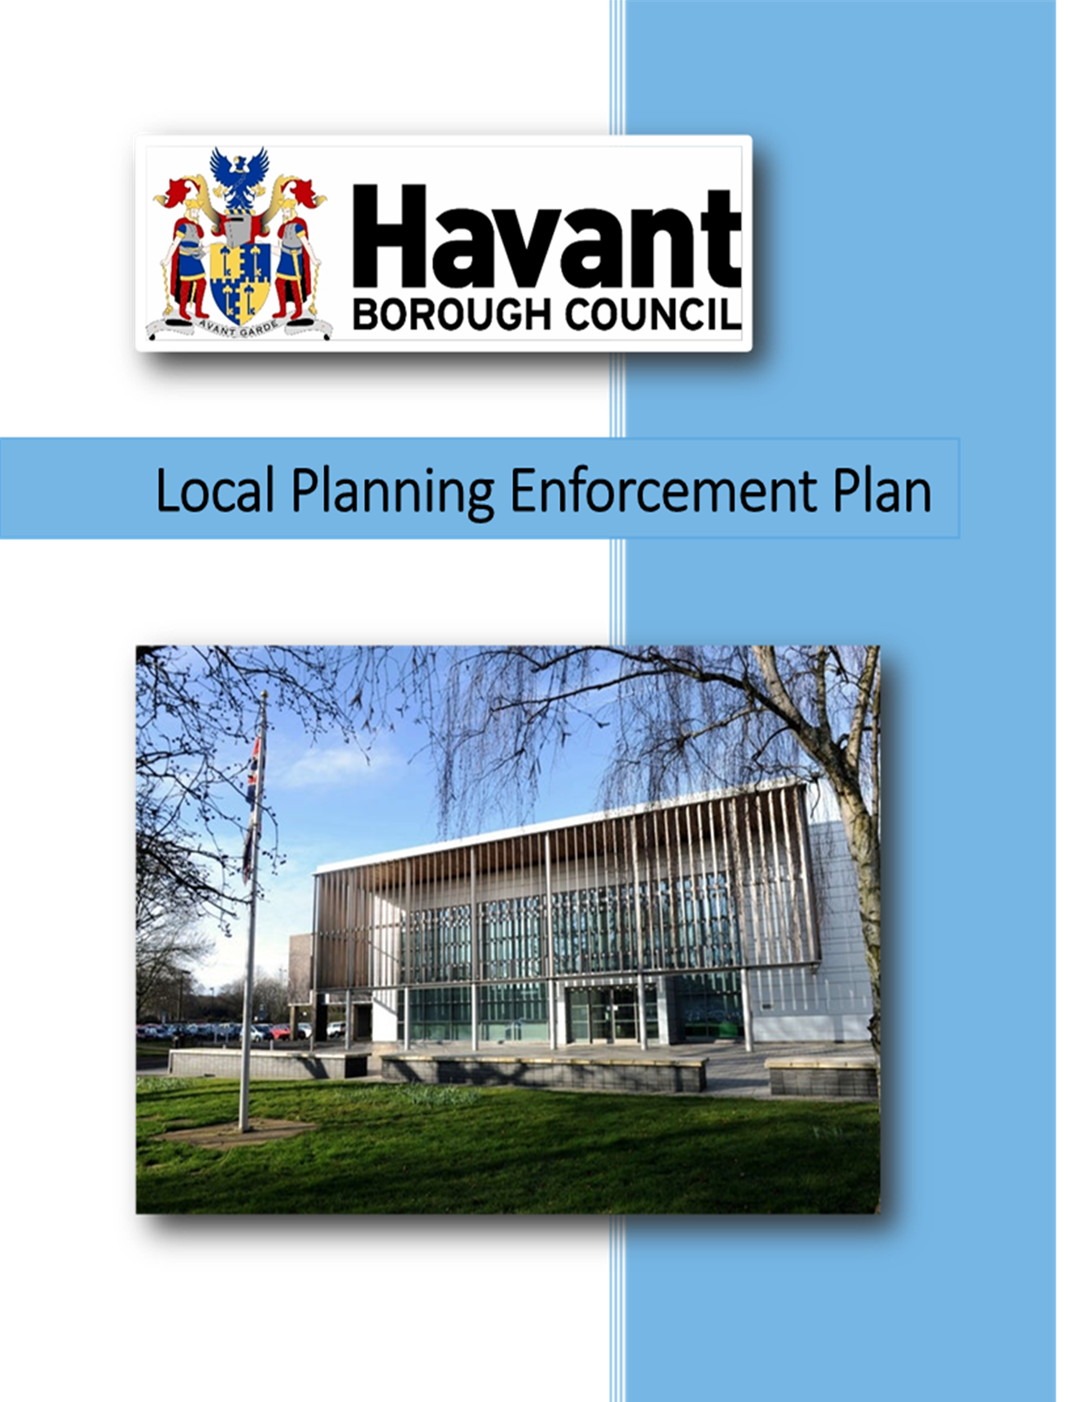 AVANT GARDE
Havant
BOROUGH COUNCIL
Local Planning Enforcement Plan